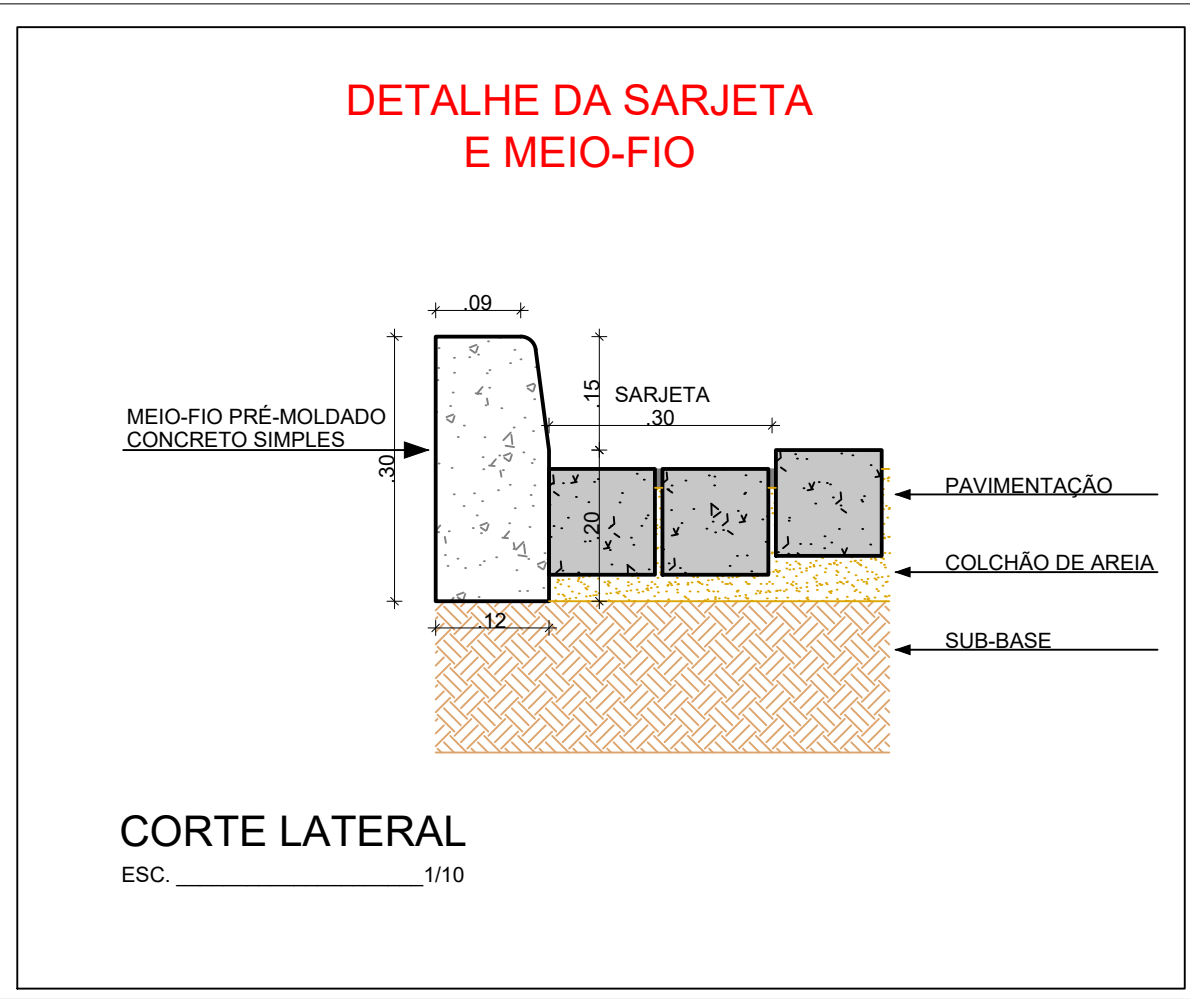 DETALHE DA SARJETA
E MEIO-FIO
.09
.15
SARJETA
.30
MEIO-FIO PRÉ-MOLDADO
CONCRETO SIMPLES
.30
PAVIMENTAÇÃO
.20
COLCHÃO DE AREIA
.12
SUB-BASE
CORTE LATERAL
ESC. ______________________1/10